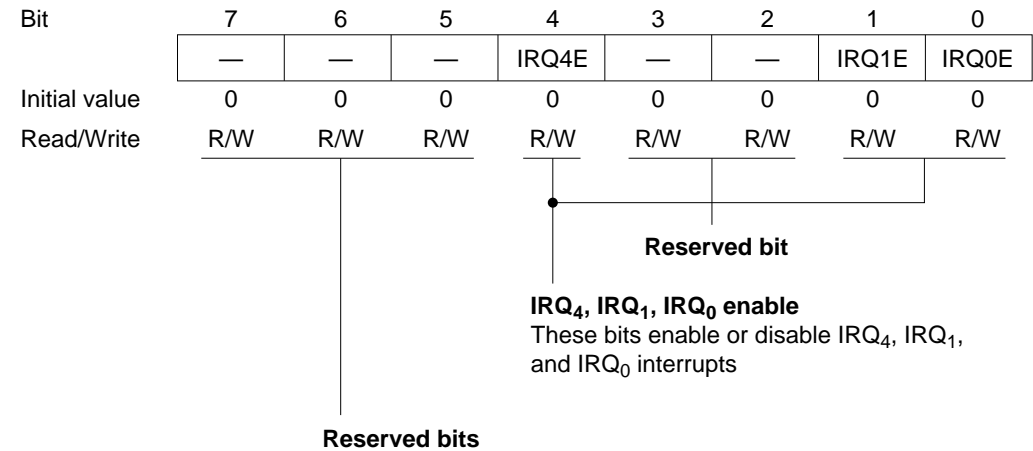 Bit 7 6 5 4 3 2 1 0
— — — IRQ4E — — IRQ1E IRQ0E
Initial value 0 0 0 0 0 0 0 0
Read/Write R/W R/W R/W R/W R/W R/W R/W R/W
Reserved bit
IRQ₄, IRQ₁, IRQ₀ enable
These bits enable or disable IRQ₄, IRQ₁,
and IRQ₀ interrupts
Reserved bits